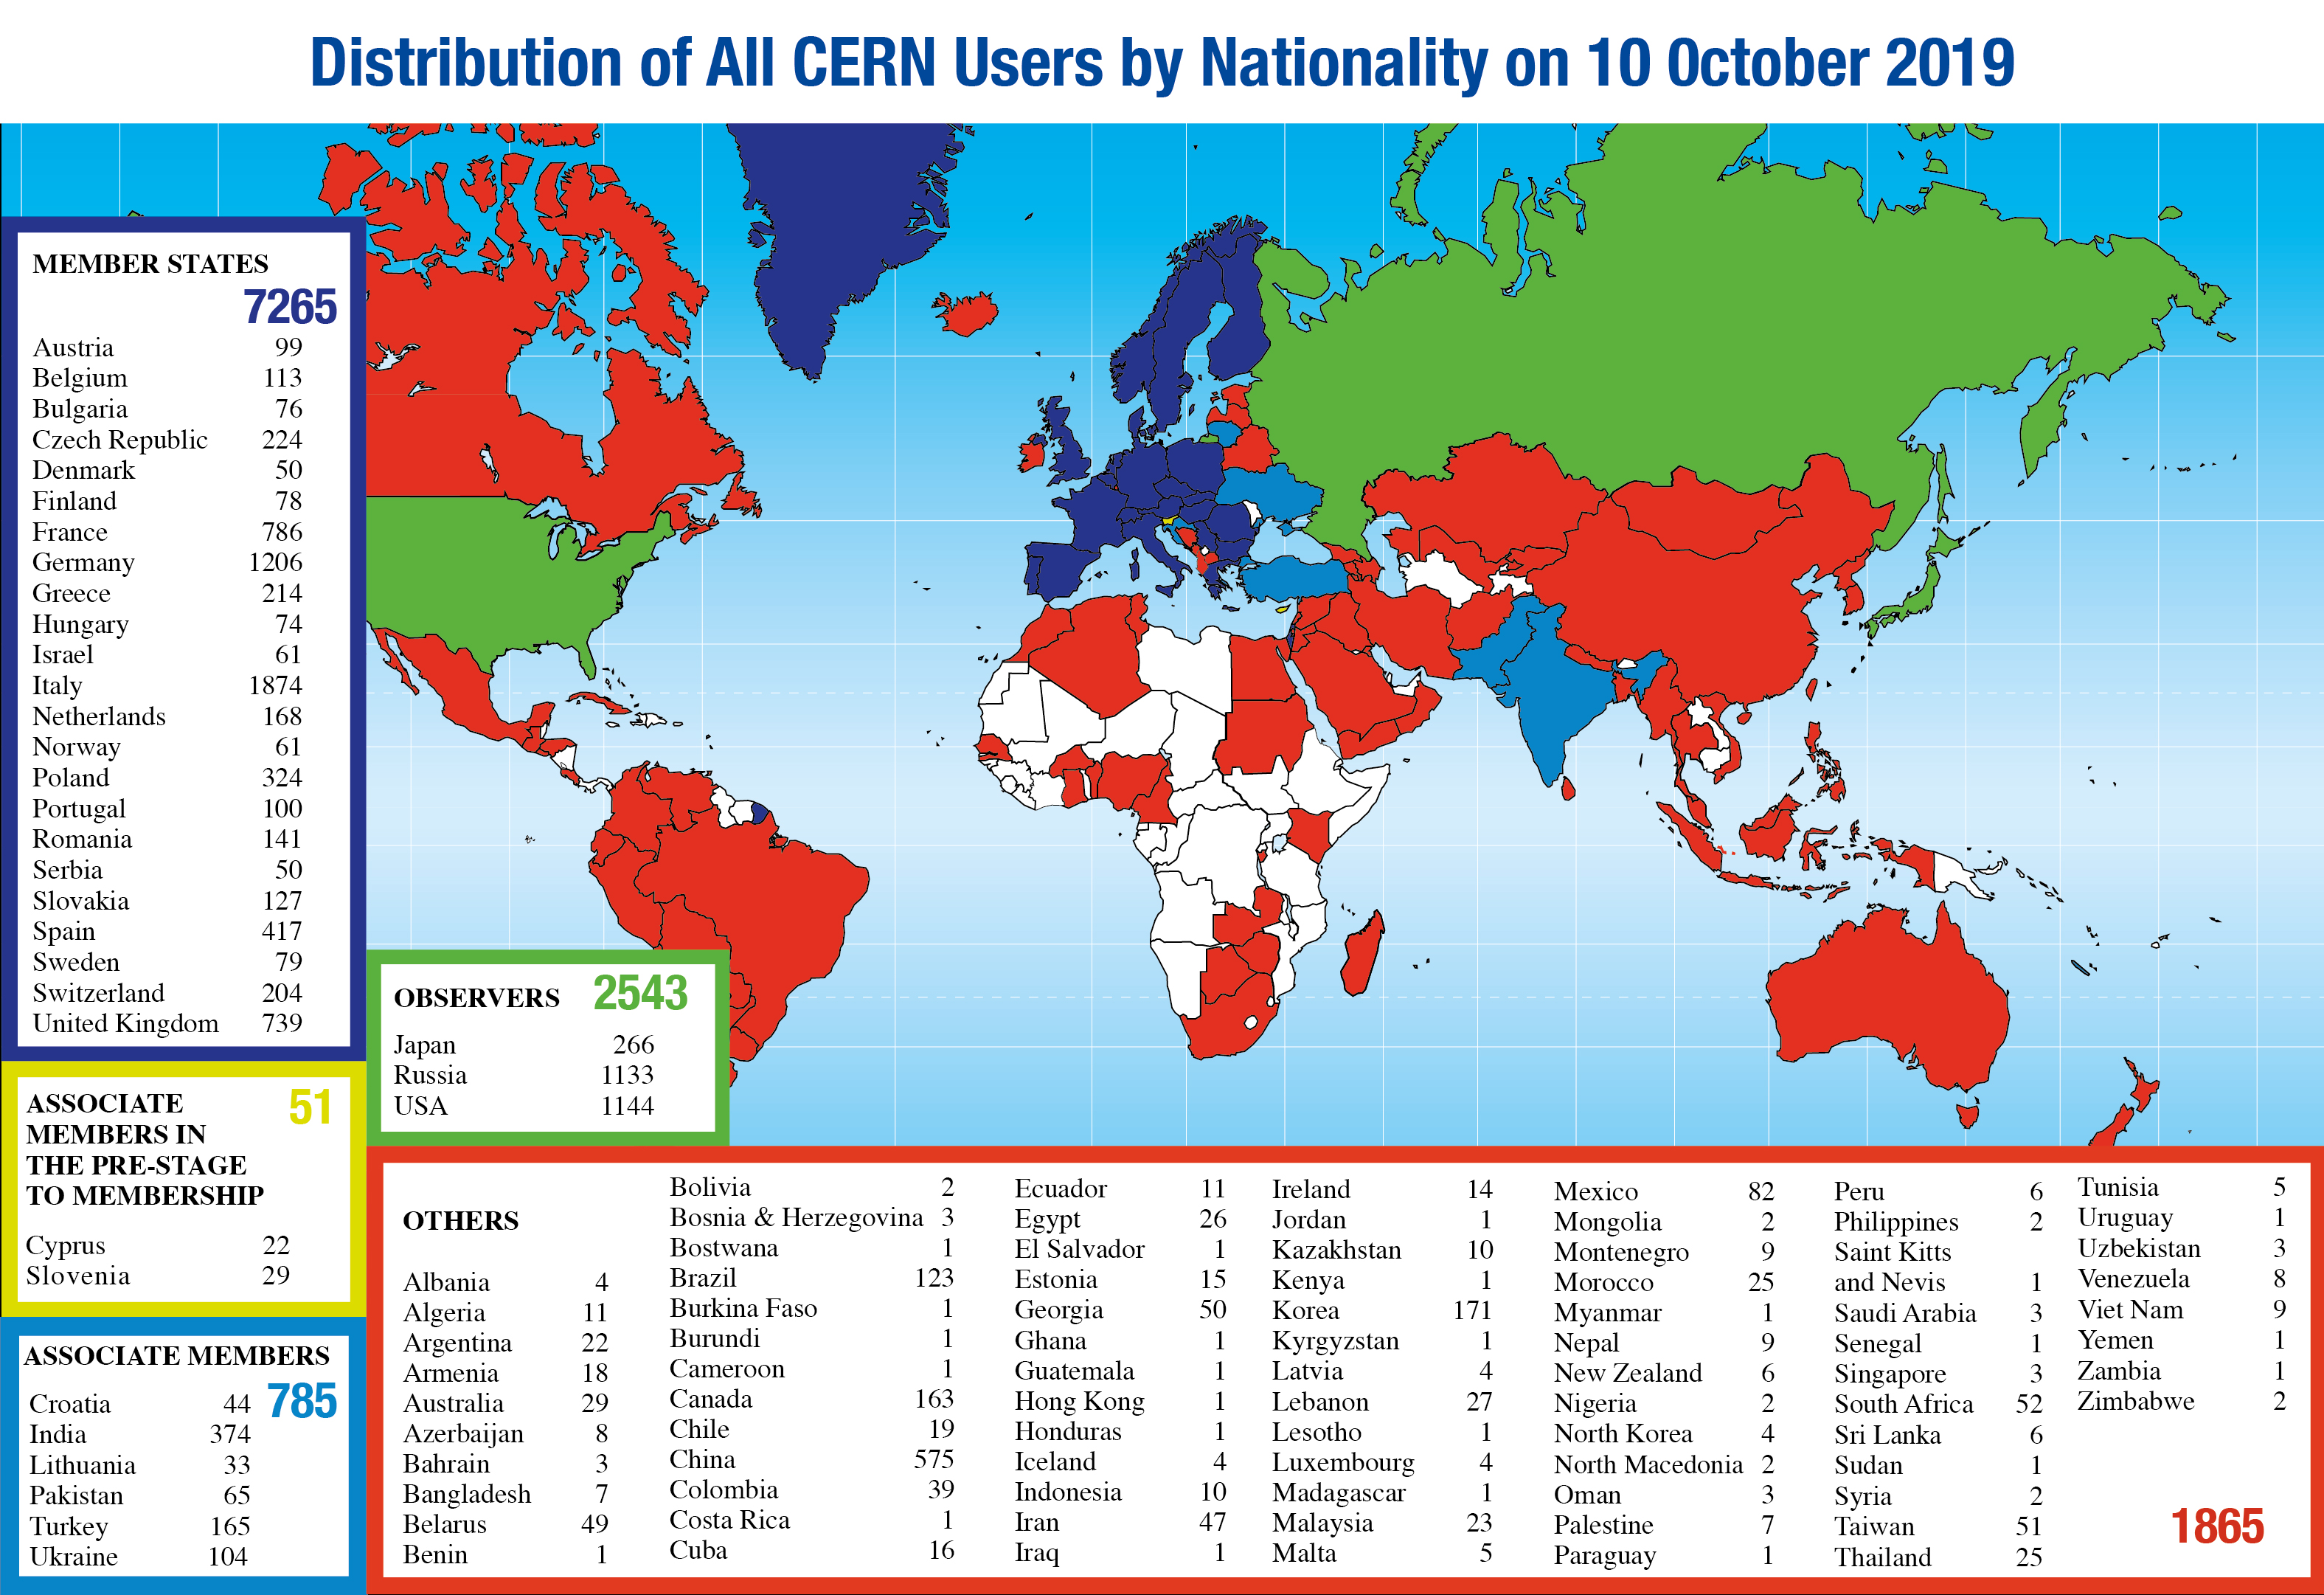 Distribution of All CERN Users by Nationality on 10 October 2019
MEMBER STATES
7265
Austria 99
Belgium 113
Bulgaria 76
Czech Republic 224
Denmark 50
Finland 78
France 786
Germany 1206
Greece 214
Hungary 74
Israel 61
Italy 1874
Netherlands 168
Norway 61
Poland 324
Portugal 100
Romania 141
Serbia 50
Slovakia 127
Spain 417
Sweden 79
Switzerland 204
United Kingdom 739
ASSOCIATE 51
MEMBERS IN
THE PRE-STAGE
TO MEMBERSHIP
Cyprus 22
Slovenia 29
ASSOCIATE MEMBERS
785
Croatia 44
India 374
Lithuania 33
Pakistan 65
Turkey 165
Ukraine 104
OBSERVERS 2543
Japan 266
Russia 1133
USA 1144
OTHERS
Albania 4
Algeria 11
Argentina 22
Armenia 18
Australia 29
Azerbaijan 8
Bahrain 3
Bangladesh 7
Belarus 49
Benin 1
Bolivia 2
Bosnia & Herzegovina 3
Bostwana 1
Brazil 123
Burkina Faso 1
Burundi 1
Cameroon 1
Canada 163
Chile 19
China 575
Colombia 39
Costa Rica 1
Cuba 16
Ecuador 11
Egypt 26
El Salvador 1
Estonia 15
Georgia 50
Ghana 1
Guatemala 1
Hong Kong 1
Honduras 1
Iceland 4
Indonesia 10
Iran 47
Iraq 1
Ireland 14
Jordan 1
Kazakhstan 10
Kenya 1
Korea 171
Kyrgyzstan 1
Latvia 4
Lebanon 27
Lesotho 1
Luxembourg 4
Madagascar 1
Malaysia 23
Malta 5
Mexico 82
Mongolia 2
Montenegro 9
Morocco 25
Myanmar 1
Nepal 9
New Zealand 6
Nigeria 2
North Korea 4
North Macedonia 2
Oman 3
Palestine 7
Paraguay 1
Peru 6
Philippines 2
Saint Kitts
and Nevis 1
Saudi Arabia 3
Senegal 1
Singapore 3
South Africa 52
Sri Lanka 6
Sudan 1
Syria 2
Taiwan 51
Thailand 25
Tunisia 5
Uruguay 1
Uzbekistan 3
Venezuela 8
Viet Nam 9
Yemen 1
Zambia 1
Zimbabwe 2
1865